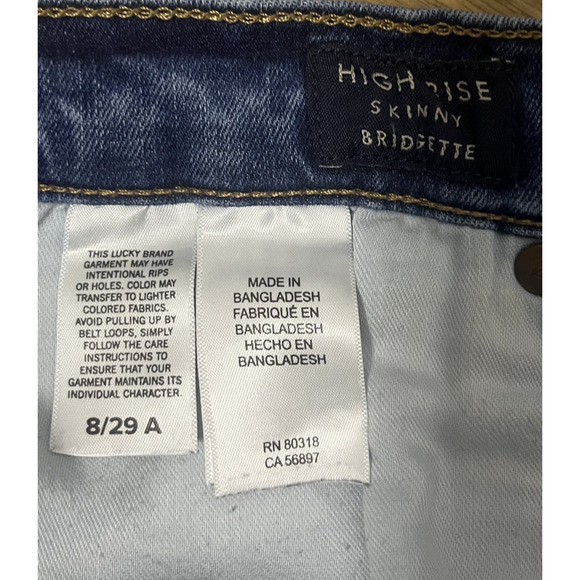 HIGH RISE
SKINNY
BRIDGETTE
THIS LUCKY BRAND
GARMENT MAY HAVE
INTENTIONAL RIPS
OR HOLES. COLOR MAY
TRANSFER TO LIGHTER
COLORED FABRICS.
AVOID PULLING UP BY
BELT LOOPS, SIMPLY
FOLLOW THE CARE
INSTRUCTIONS TO
ENSURE THAT YOUR
GARMENT MAINTAINS ITS
INDIVIDUAL CHARACTER.
8/29 A
MADE IN
BANGLADESH
FABRIQUÉ EN
BANGLADESH
HECHO EN
BANGLADESH
RN 80318
CA 56897